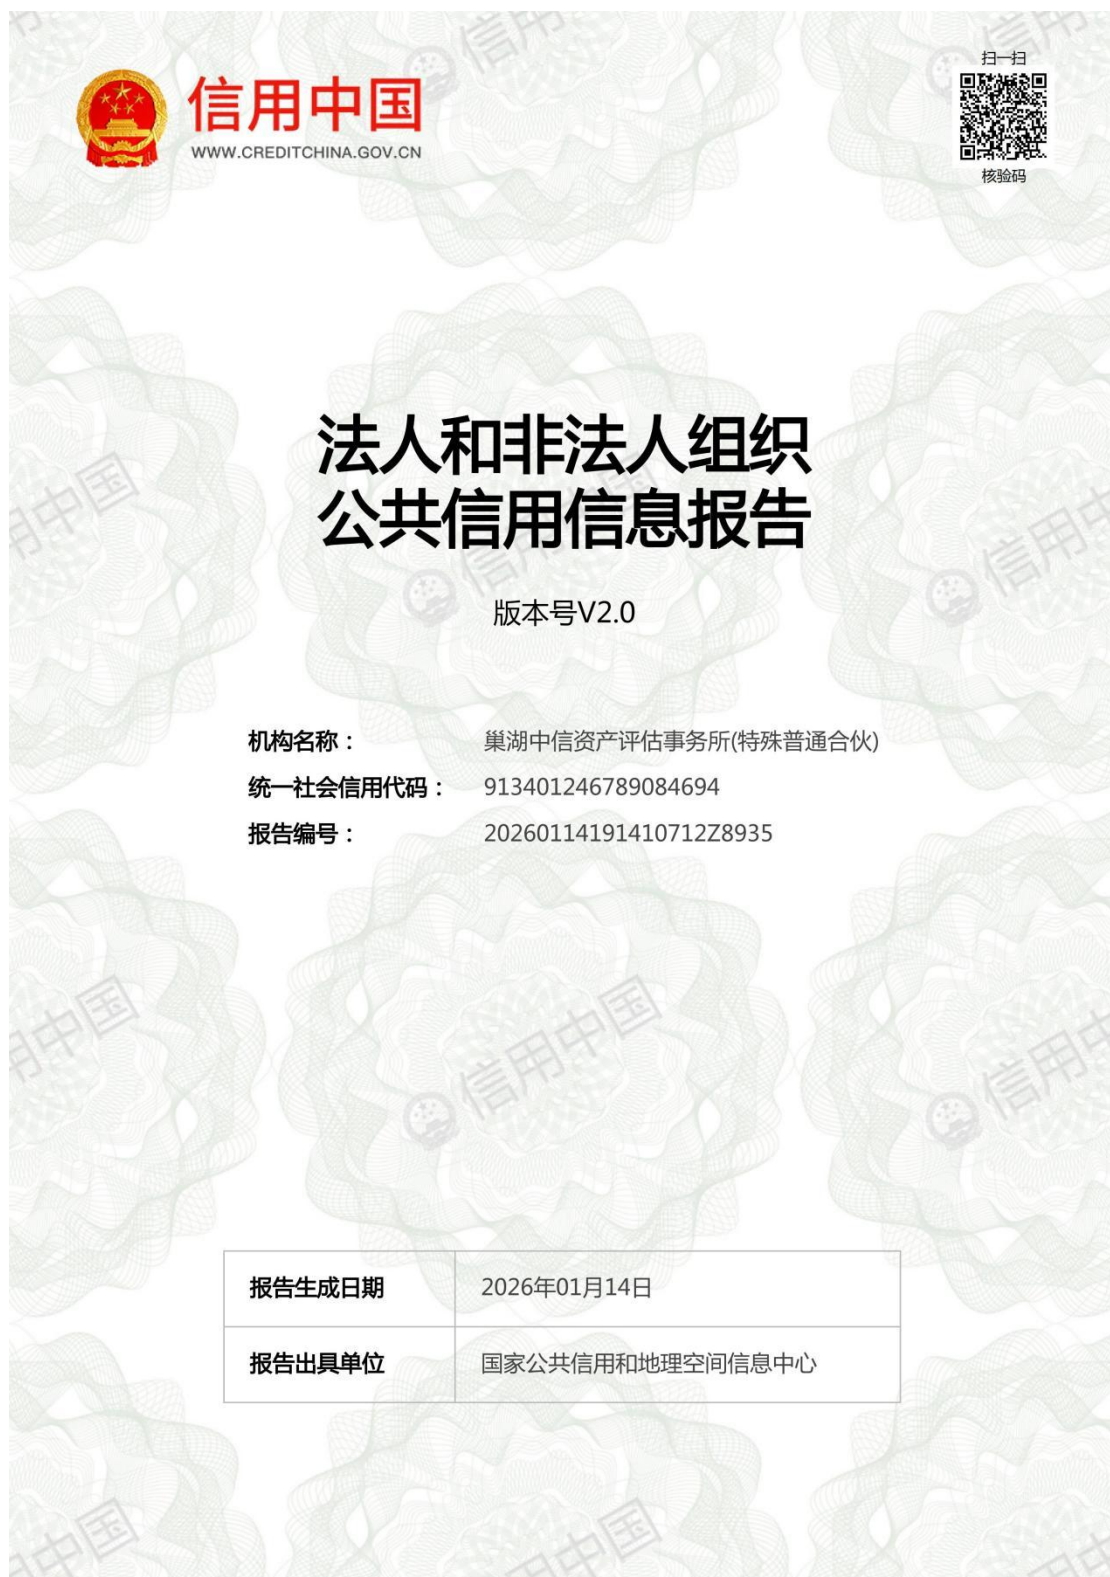 信用中国
WWW.CREDITCHINA.GOV.CN
扫一扫
核验码
法人和非法人组织
公共信用信息报告
版本号V2.0
机构名称： 巢湖中信资产评估事务所(特殊普通合伙)
统一社会信用代码： 913401246789084694
报告编号： 20260114191410712Z8935
报告生成日期 2026年01月14日
报告出具单位 国家公共信用和地理空间信息中心
信用中国